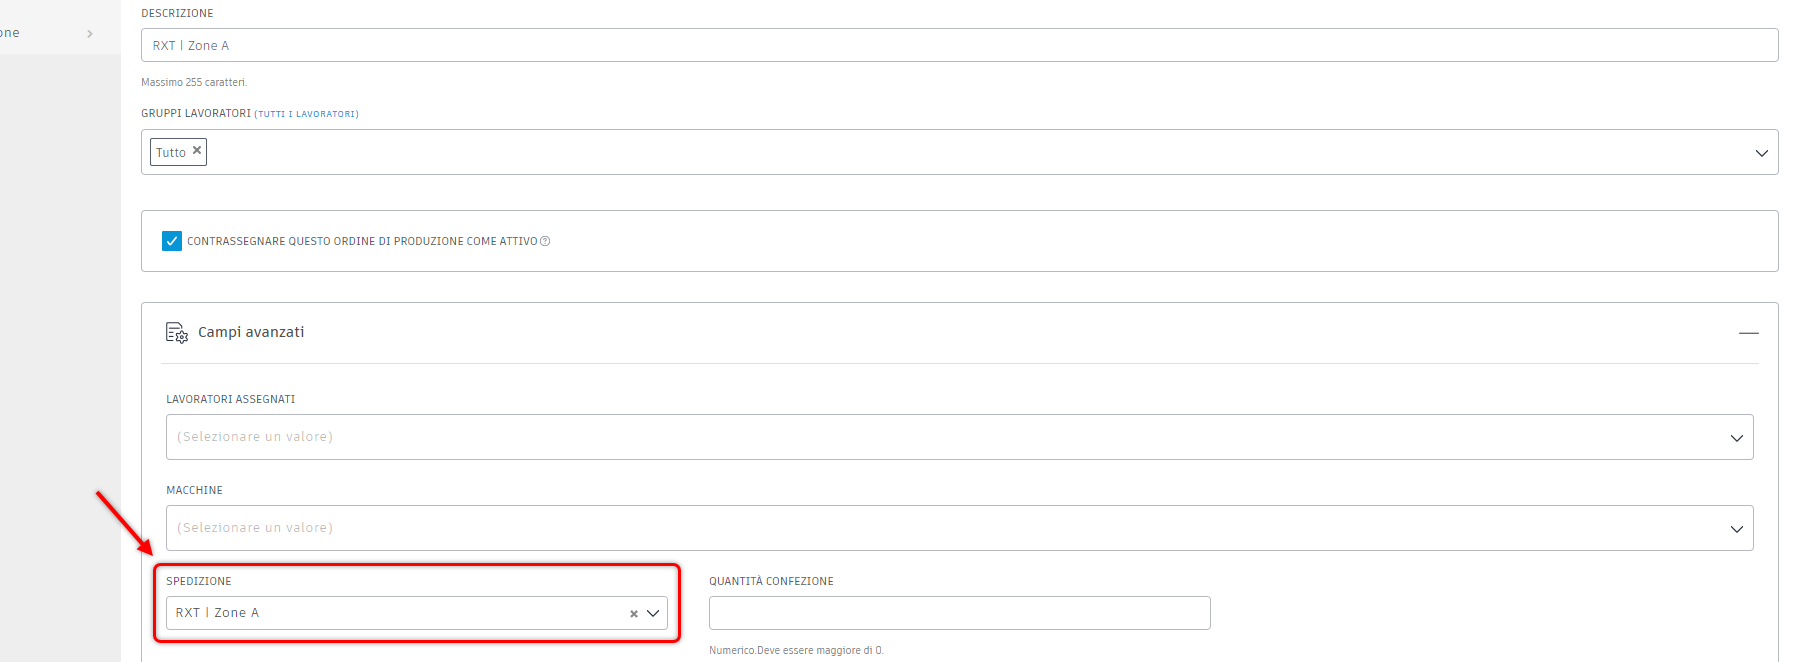 DESCRIZIONE
one
RXT | Zone A
Massimo 255 caratteri.
GRUPPI LAVORATORI (TUTTI I LAVORATORI)
Tutto ×
CONTRASSEGNARE QUESTO ORDINE DI PRODUZIONE COME ATTIVO ?
Campi avanzati
LAVORATORI ASSEGNATI
(Selezionare un valore)
MACCHINE
(Selezionare un valore)
SPEDIZIONE
RXT | Zone A ×
QUANTITÀ CONFEZIONE
Numerico.Deve essere maggiore di 0.